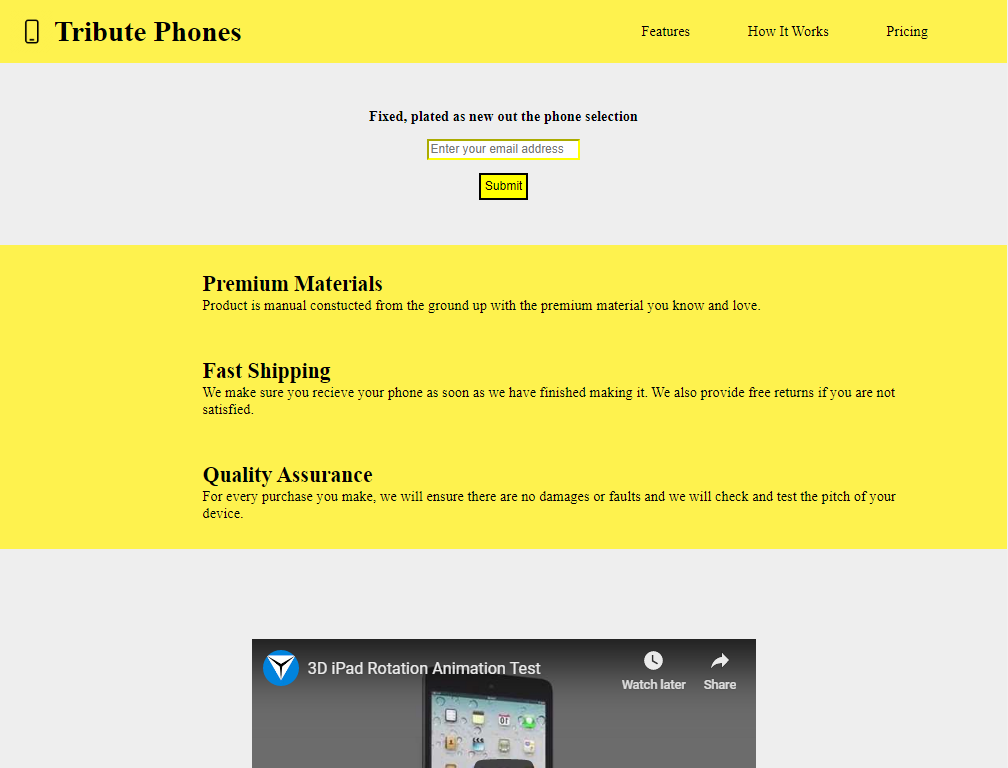 Tribute Phones
Features
How It Works
Pricing
Fixed, plated as new out the phone selection
Enter your email address
Submit
Premium Materials
Product is manual constucted from the ground up with the premium material you know and love.
Fast Shipping
We make sure you recieve your phone as soon as we have finished making it. We also provide free returns if you are not
satisfied.
Quality Assurance
For every purchase you make, we will ensure there are no damages or faults and we will check and test the pitch of your
device.
3D iPad Rotation Animation Test
Watch later
Share